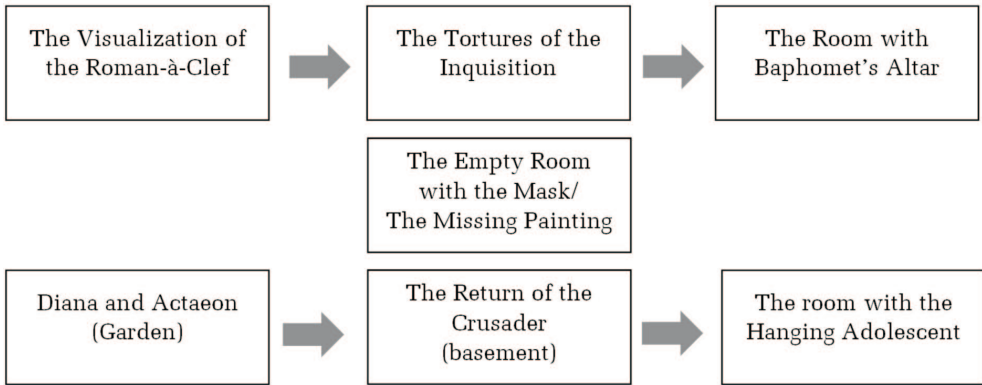 The Visualization of
the Roman-à-Clef
The Tortures of the
Inquisition
The Room with
Baphomet's Altar
The Empty Room
with the Mask/
The Missing Painting
Diana and Actaeon
(Garden)
The Return of the
Crusader
(basement)
The room with the
Hanging Adolescent